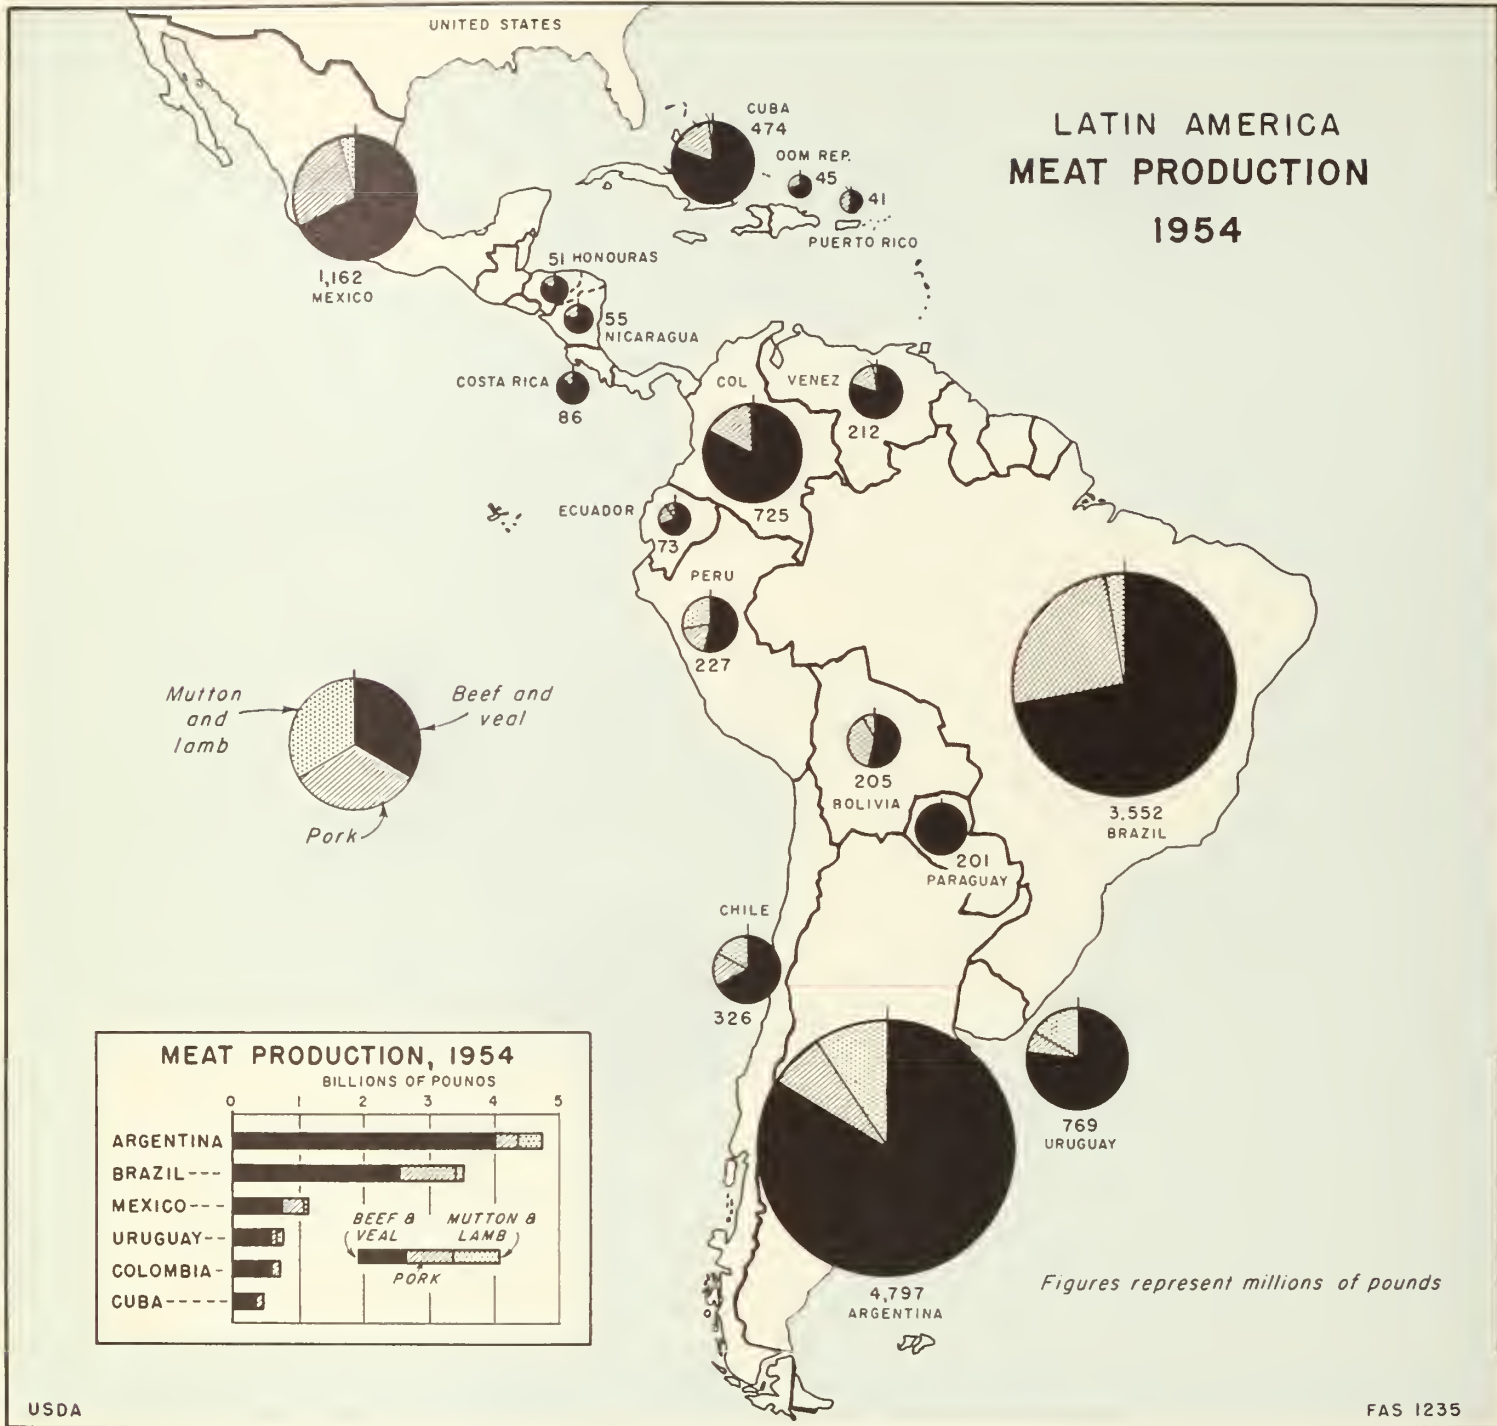 UNITED STATES
LATIN AMERICA
MEAT PRODUCTION
1954
CUBA
474
OOM REP.
45
41
PUERTO RICO
1,162
MEXICO
51 HONOURAS
55
NICARAGUA
COSTA RICA
86
COL
725
VENEZ
212
ECUADOR
73
PERU
227
Mutton
and
lamb
Beef and
veal
Pork
205
BOLIVIA
3,552
BRAZIL
201
PARAGUAY
CHILE
326
769
URUGUAY
4,797
ARGENTINA
Figures represent millions of pounds
MEAT PRODUCTION, 1954
BILLIONS OF POUNOS
0 1 2 3 4 5
ARGENTINA
BRAZIL---
MEXICO---
URUGUAY--
COLOMBIA-
CUBA-----
BEEF &
VEAL
MUTTON &
LAMB
PORK
USDA
FAS 1235